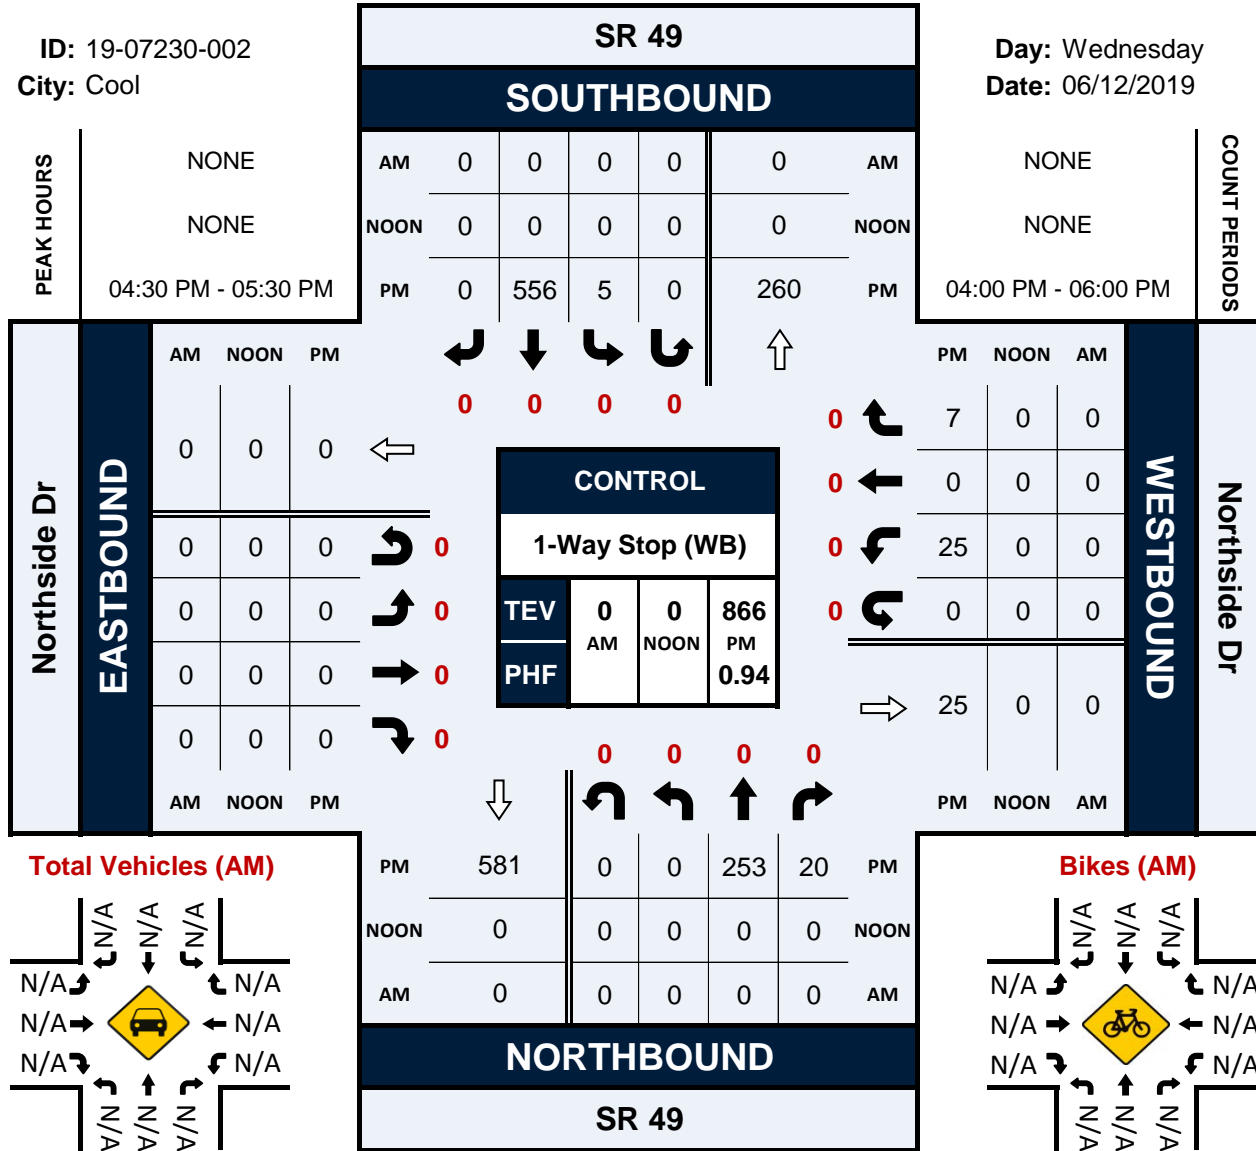 SR 49
ID: 19-07230-002
Day: Wednesday
City: Cool
SOUTHBOUND
Date: 06/12/2019
PEAK HOURS
NONE
AM 0 0 0 0 0 AM
NONE
COUNT PERIODS
NONE
NOON 0 0 0 0 0 NOON
NONE
04:30 PM - 05:30 PM
PM 0 556 5 0 260 PM
04:00 PM - 06:00 PM
Northside Dr
EASTBOUND
AM NOON PM
PM NOON AM
WESTBOUND
Northside Dr
0 0 0 0
0 7 0 0
0 0 0
CONTROL
0 0 0 0
1-Way Stop (WB)
0 0 0 0
0 25 0 0
TEV 0 0 866
0 0 0 0
0 0 0 0
AM NOON PM
PHF 0.94
0 0 0 0
25 0 0
0 0 0 0
0 0 0 0
AM NOON PM
PM NOON AM
Total Vehicles (AM)
PM 581 0 0 253 20 PM
Bikes (AM)
NOON 0 0 0 0 0 NOON
AM 0 0 0 0 0 AM
N/A N/A N/A
N/A N/A
N/A N/A
N/A N/A
N/A N/A N/A
N/A N/A N/A
N/A N/A
N/A N/A
N/A N/A
N/A N/A N/A
NORTHBOUND
SR 49